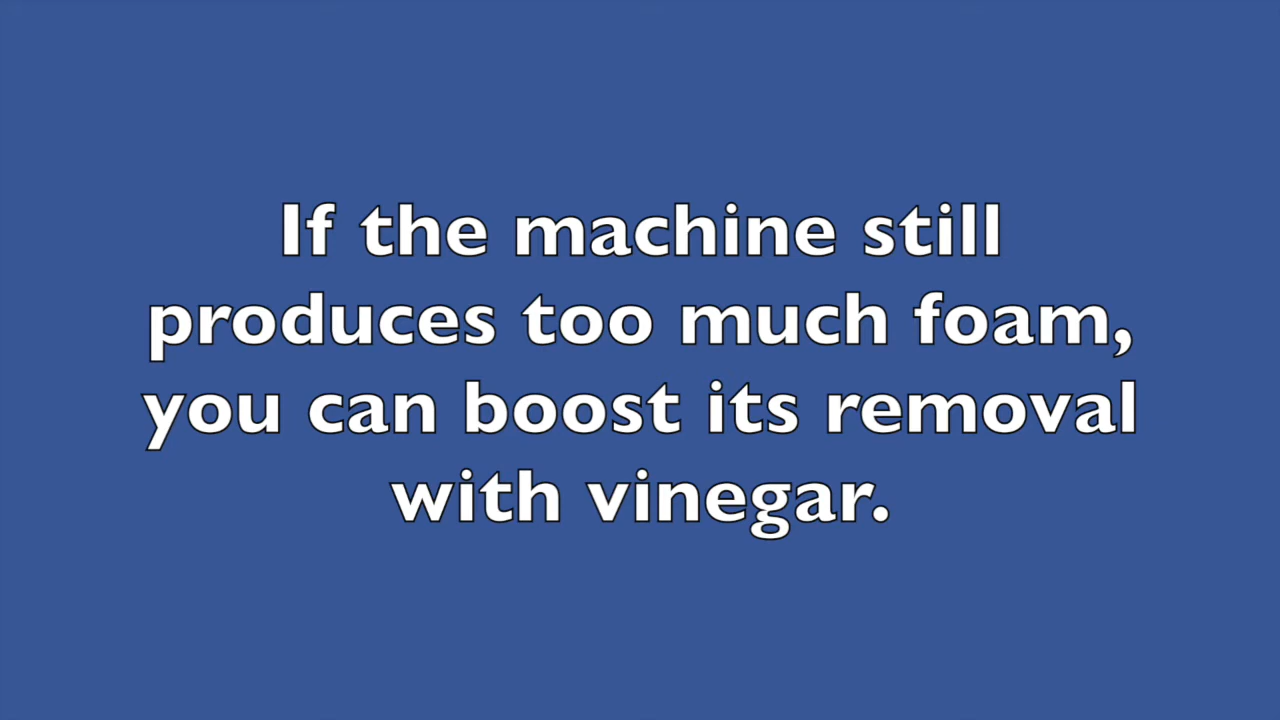 If the machine still
produces too much foam,
you can boost its removal
with vinegar.